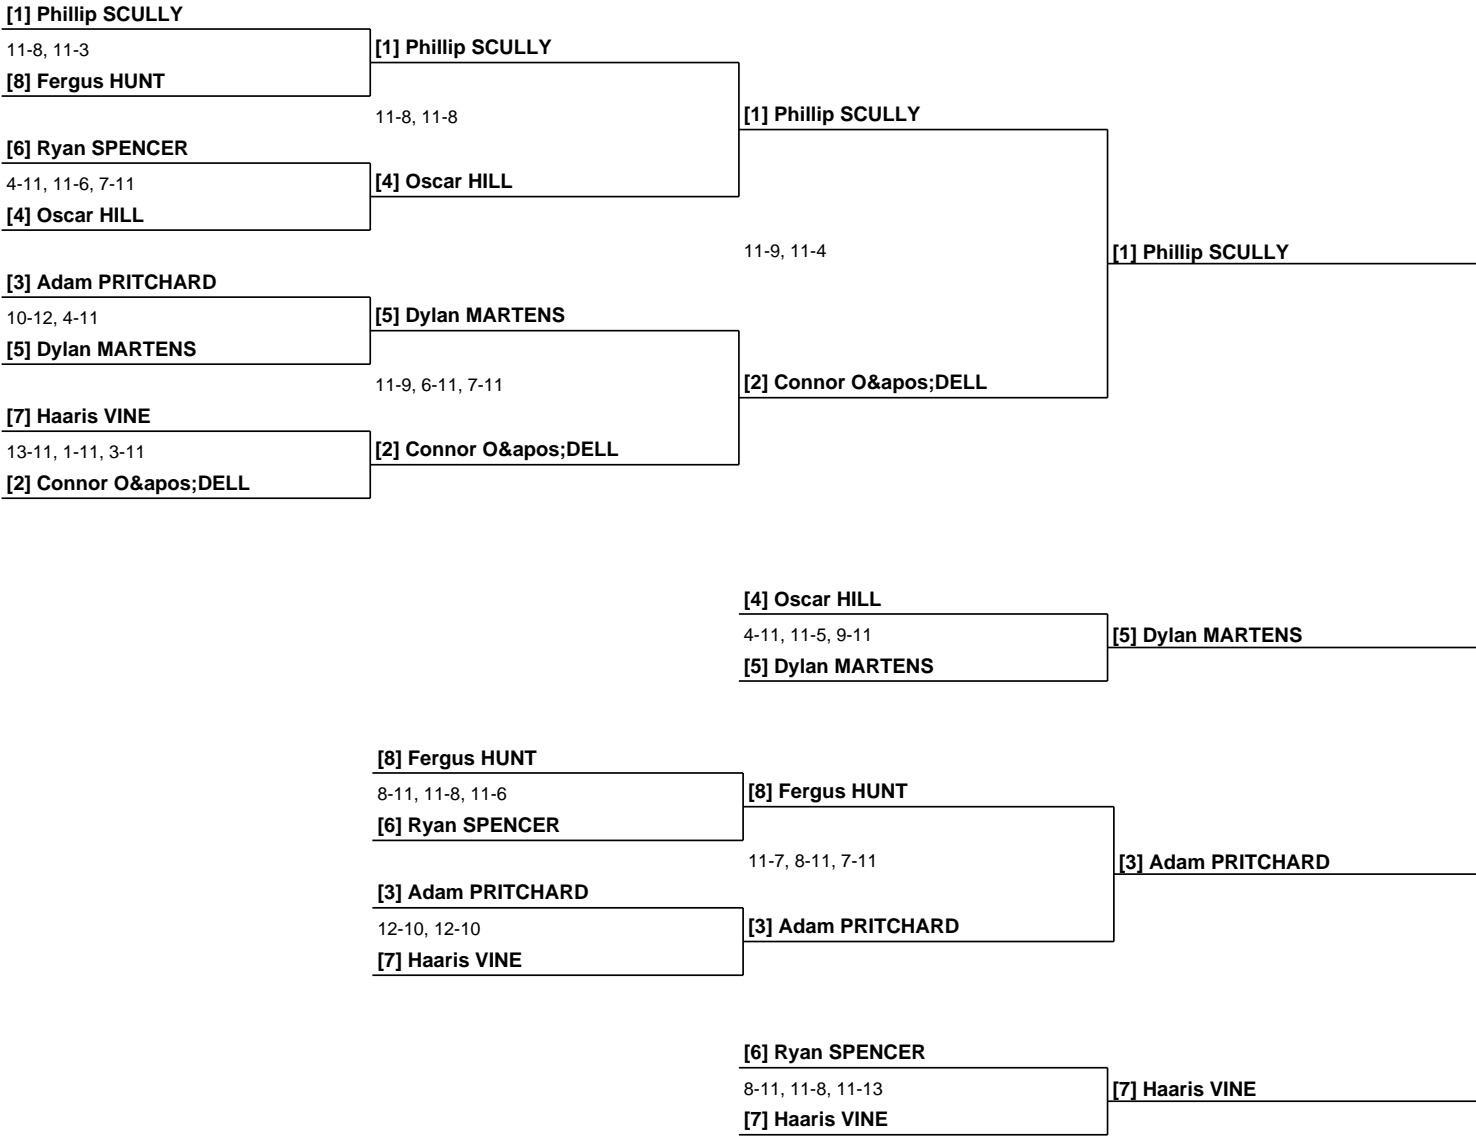 [1] Phillip SCULLY
11-8, 11-3
[8] Fergus HUNT
[6] Ryan SPENCER
4-11, 11-6, 7-11
[4] Oscar HILL
[3] Adam PRITCHARD
10-12, 4-11
[5] Dylan MARTENS
[7] Haaris VINE
13-11, 1-11, 3-11
[2] Connor O&apos;DELL
[1] Phillip SCULLY
11-8, 11-8
[4] Oscar HILL
[5] Dylan MARTENS
11-9, 6-11, 7-11
[2] Connor O&apos;DELL
[1] Phillip SCULLY
11-9, 11-4
[2] Connor O&apos;DELL
[1] Phillip SCULLY
[4] Oscar HILL
4-11, 11-5, 9-11
[5] Dylan MARTENS
[5] Dylan MARTENS
[8] Fergus HUNT
8-11, 11-8, 11-6
[6] Ryan SPENCER
[3] Adam PRITCHARD
12-10, 12-10
[7] Haaris VINE
[8] Fergus HUNT
11-7, 8-11, 7-11
[3] Adam PRITCHARD
[3] Adam PRITCHARD
[6] Ryan SPENCER
8-11, 11-8, 11-13
[7] Haaris VINE
[7] Haaris VINE